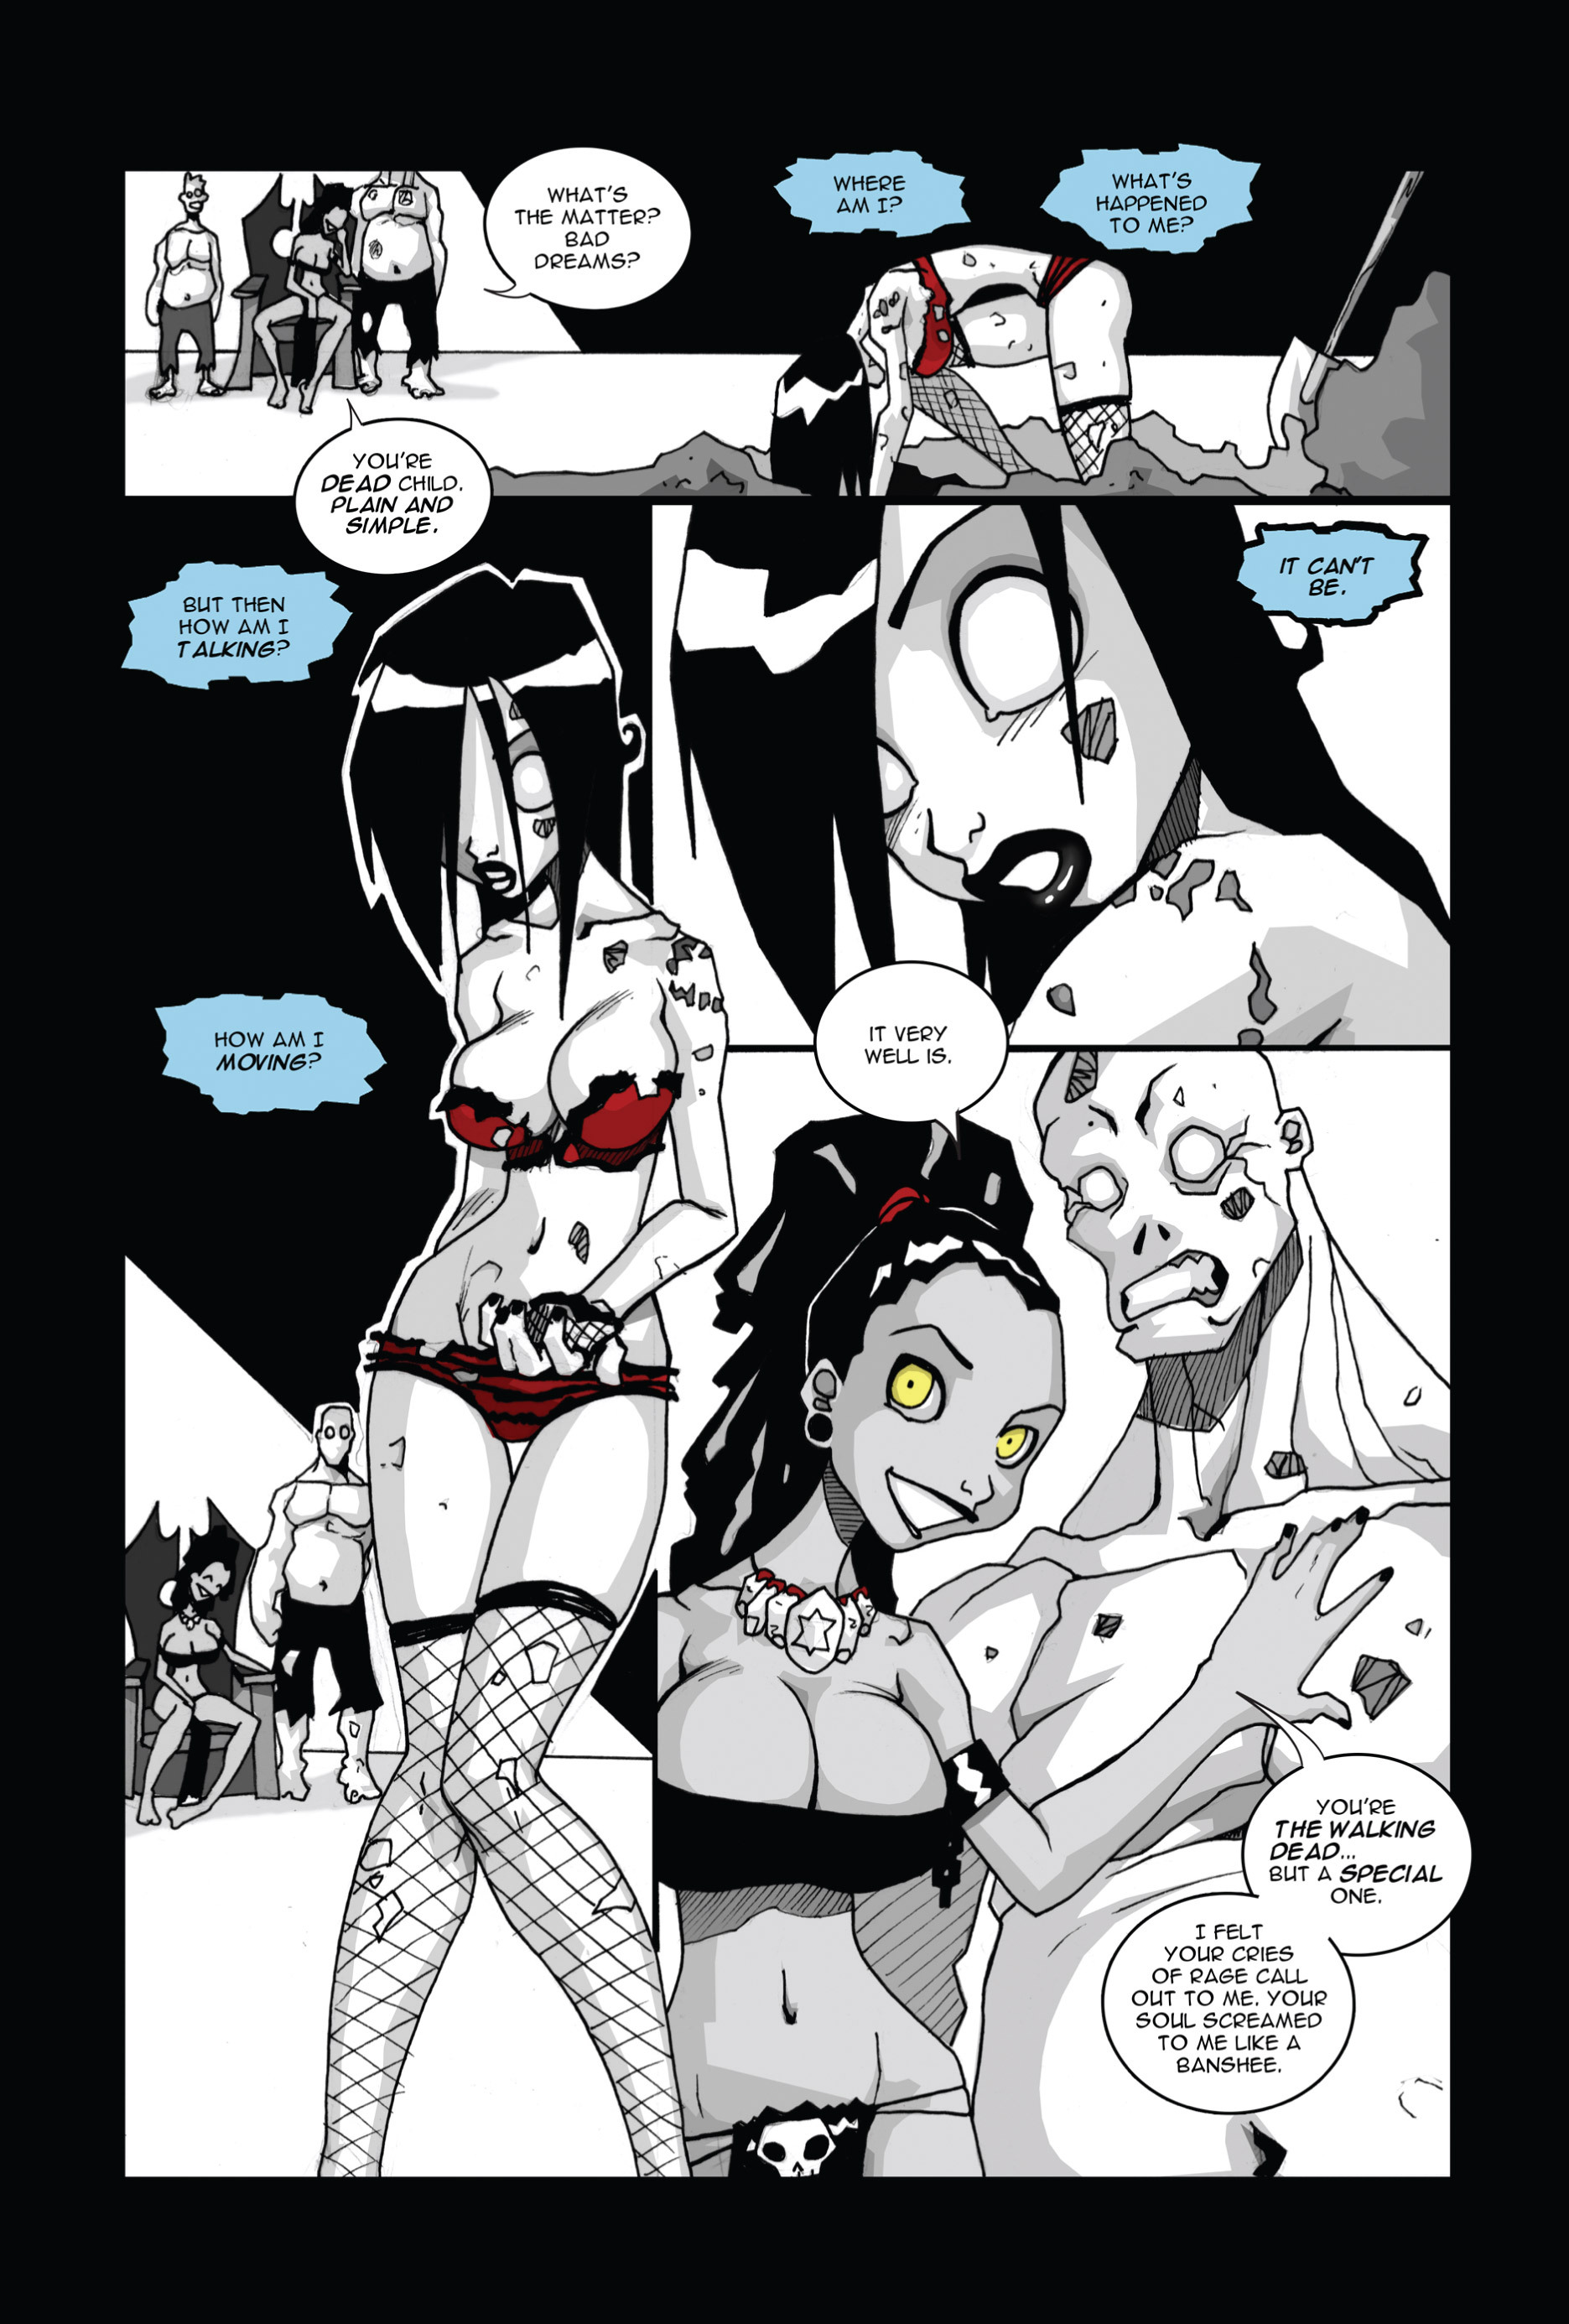 WHAT'S
THE MATTER?
BAD
DREAMS?
WHERE
AM I?
WHAT'S
HAPPENED
TO ME?
YOU'RE
DEAD CHILD.
PLAIN AND
SIMPLE.
IT CAN'T
BE.
BUT THEN
HOW AM I
TALKING?
HOW AM I
MOVING?
IT VERY
WELL IS.
YOU'RE
THE WALKING
DEAD...
BUT A SPECIAL
ONE.
I FELT
YOUR CRIES
OF RAGE CALL
OUT TO ME. YOUR
SOUL SCREAMED
TO ME LIKE A
BANSHEE.